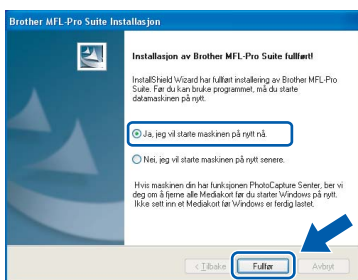 Brother MFL-Pro Suite Installasjon
Installasjon av Brother MFL-Pro Suite fullført!
InstallShield Wizard har fullført installering av Brother MFL-Pro
Suite. Før du kan bruke programmet, må du starte
datamaskinen på nytt.
Ja, jeg vil starte maskinen på nytt nå.
Nei, jeg vil starte maskinen på nytt senere.
Hvis maskinen din har funksjonen PhotoCapture Center, ber vi
deg om å fjerne alle Mediakort før du starter Windows på nytt.
Ikke sett inn et Mediakort før Windows er ferdig lastet.
< Tilbake
Fullfør
Avbryt